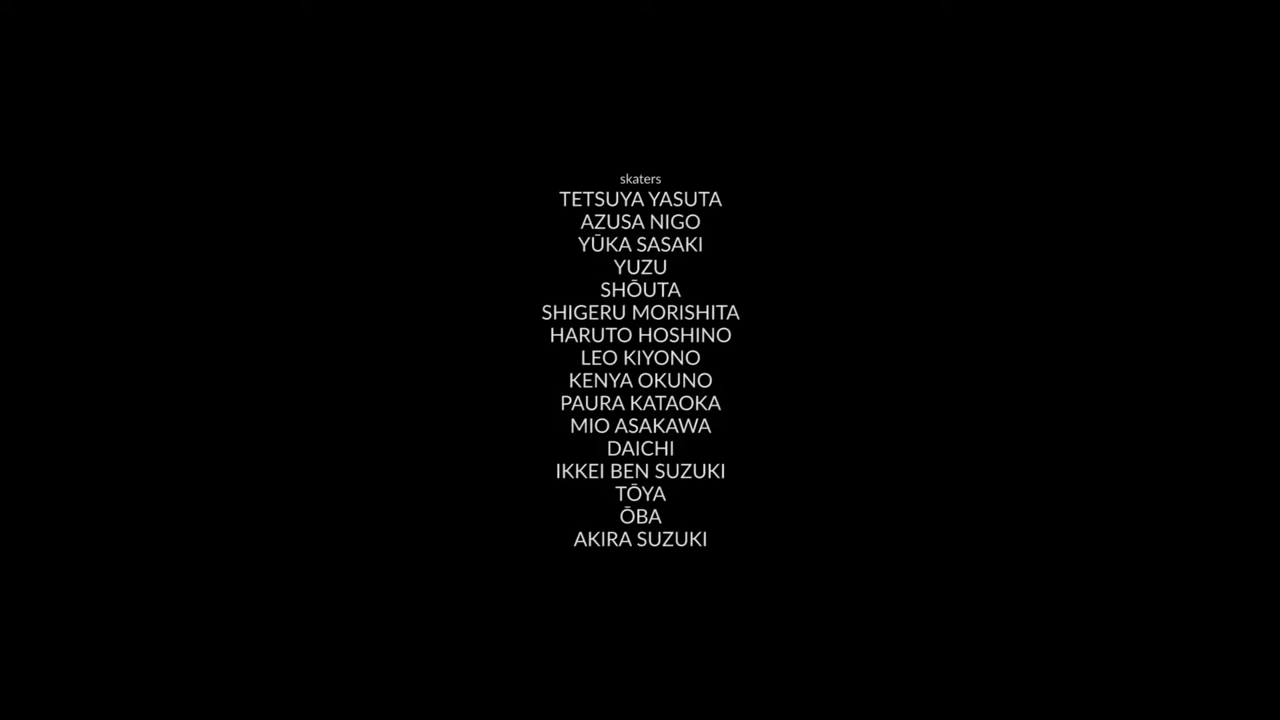 skaters
TETSUYA YASUTA
AZUSA NIGO
YŪKA SASAKI
YUZU
SHŌUTA
SHIGERU MORISHITA
HARUTO HOSHINO
LEO KIYONO
KENYA OKUNO
PAURA KATAOKA
MIO ASAKAWA
DAICHI
IKKEI BEN SUZUKI
TŌYA
ŌBA
AKIRA SUZUKI